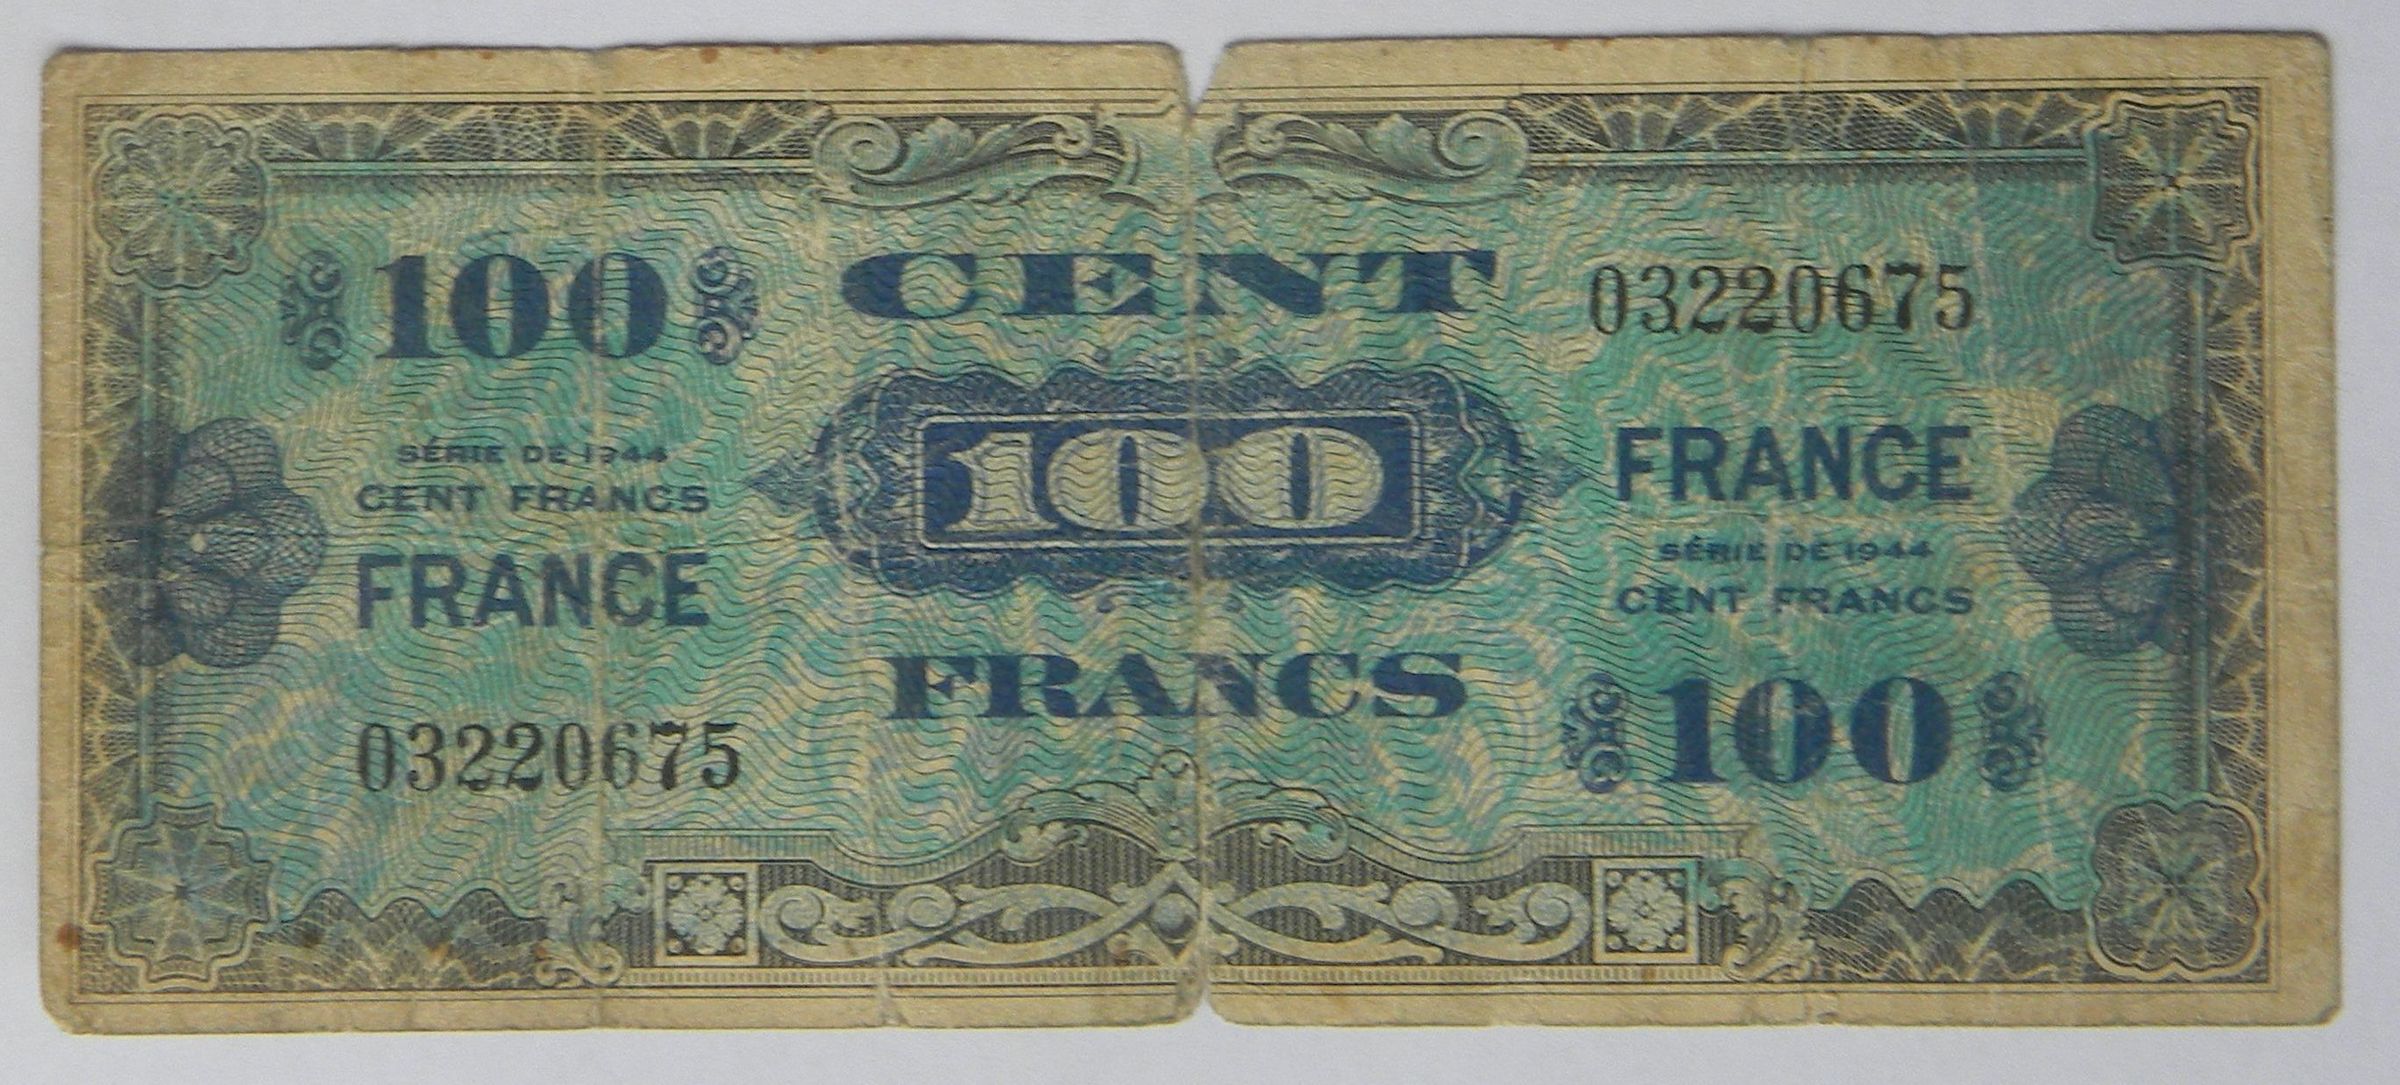 100
CENT
03220675
SÉRIE DE 1944
CENT FRANCS
FRANCE
100
FRANCE
SÉRIE DE 1944
CENT FRANCS
03220675
FRANCS
100